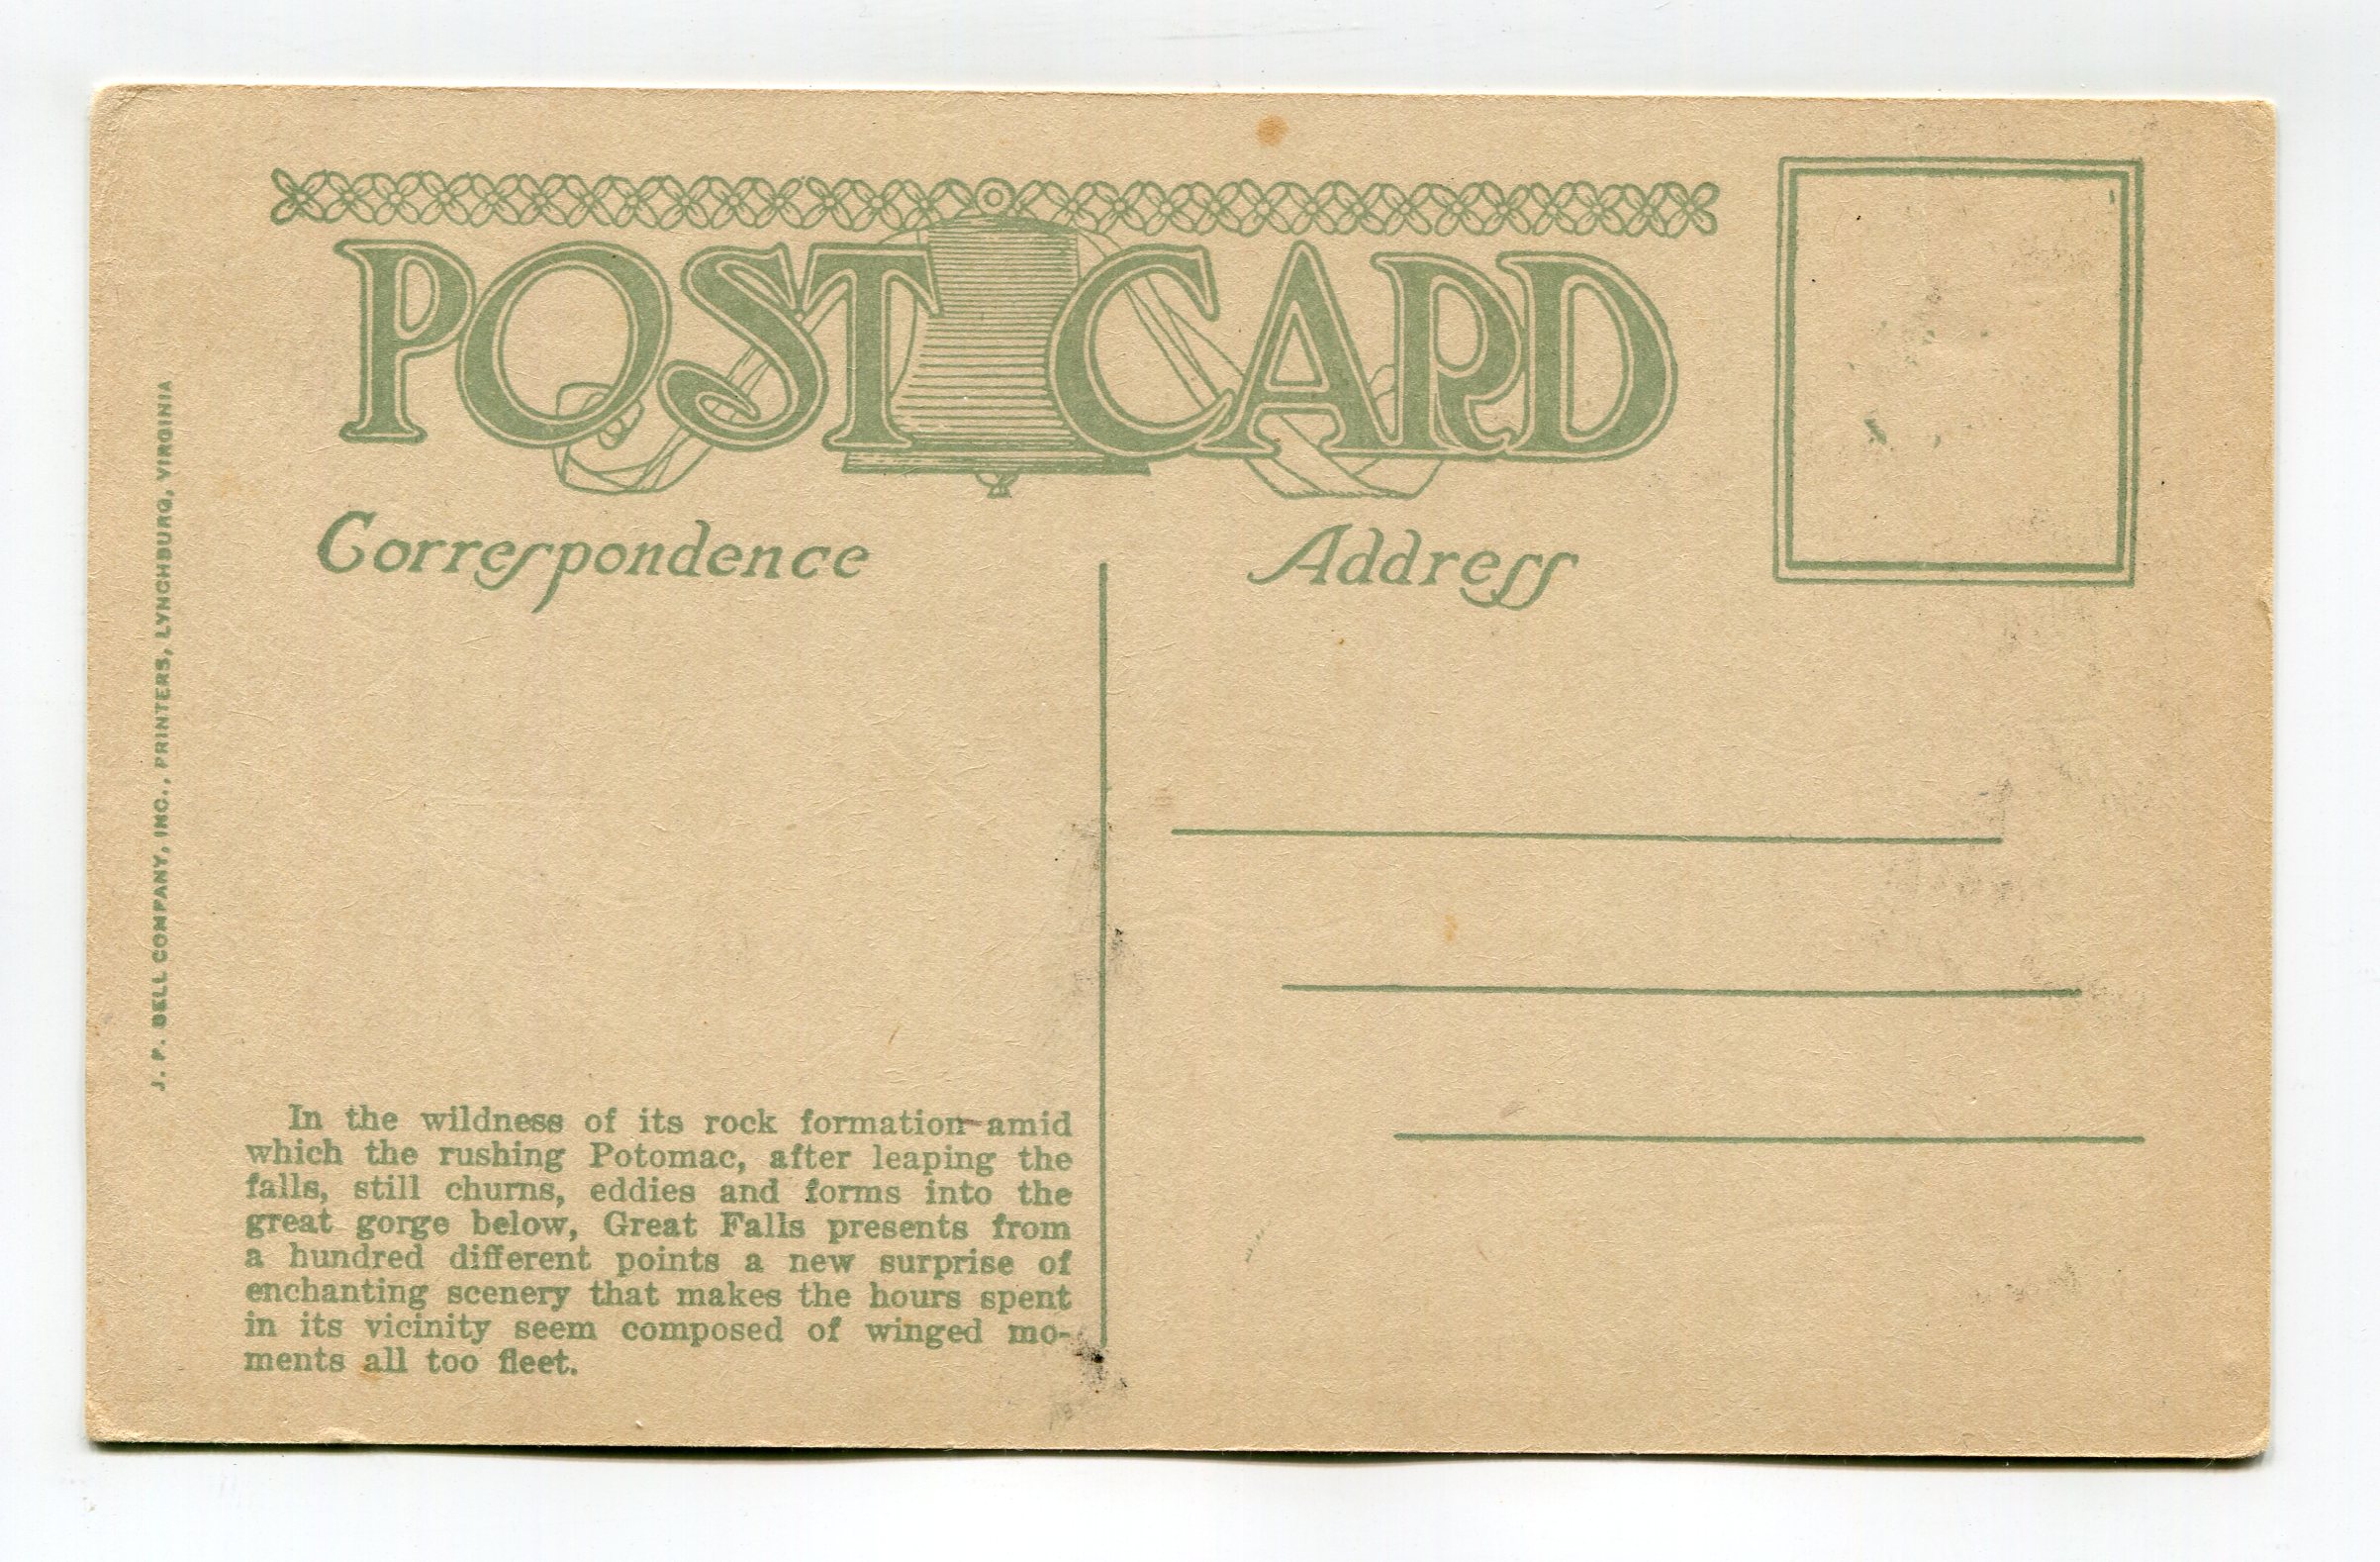 POST CARD
Correspondence
Address
J. P. BELL COMPANY, INC., PRINTERS, LYNCHBURG, VIRGINIA
In the wildness of its rock formation amid
which the rushing Potomac, after leaping the
falls, still churns, eddies and forms into the
great gorge below, Great Falls presents from
a hundred different points a new surprise of
enchanting scenery that makes the hours spent
in its vicinity seem composed of winged mo-
ments all too fleet.